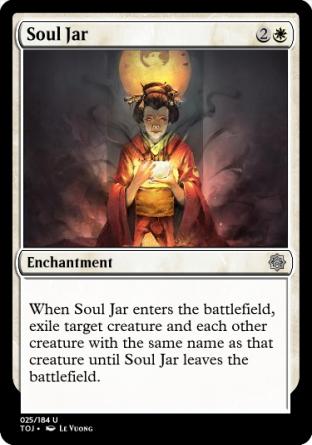 Soul Jar 2
Enchantment
When Soul Jar enters the battlefield,
exile target creature and each other
creature with the same name as that
creature until Soul Jar leaves the
battlefield.
025/184 U
TOJ • Le Vuong